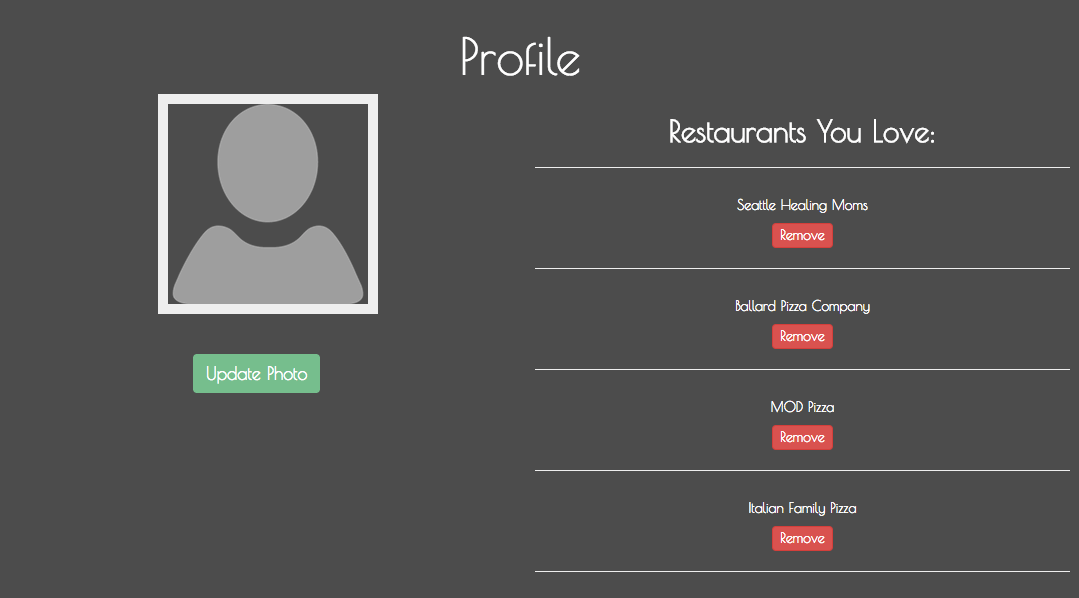 Profile
Restaurants You Love:
Seattle Healing Moms
Remove
Ballard Pizza Company
Remove
MOD Pizza
Remove
Italian Family Pizza
Remove
Update Photo